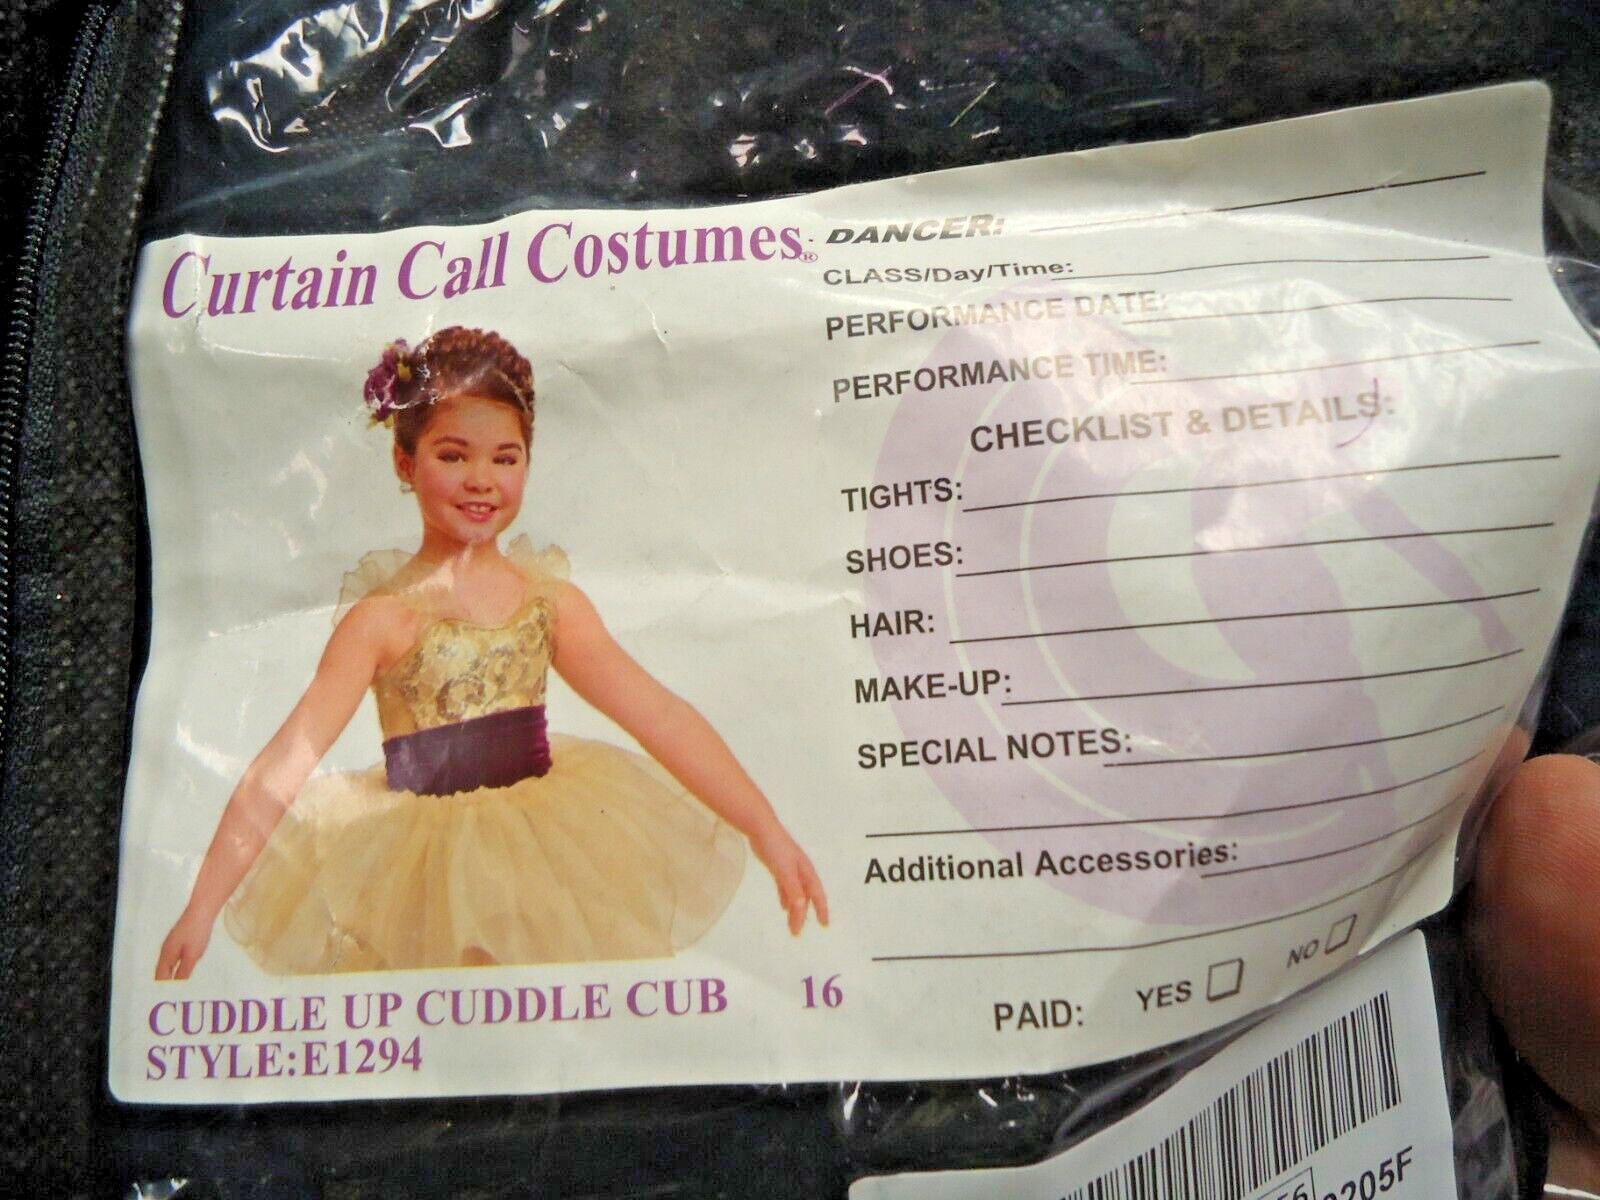 Curtain Call Costumes®
CUDDLE UP CUDDLE CUB 16
STYLE:E1294
DANCER:
CLASS/Day/Time:
PERFORMANCE DATE:
PERFORMANCE TIME:
CHECKLIST & DETAILS:
TIGHTS:
SHOES:
HAIR:
MAKE-UP:
SPECIAL NOTES:
Additional Accessories:
PAID: YES NO
205F